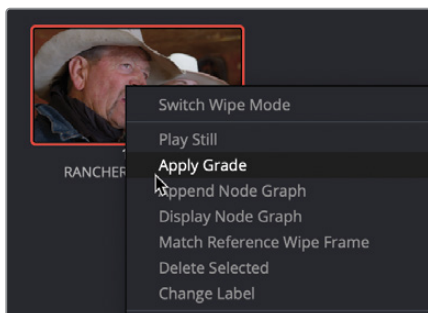 Switch Wipe Mode
Play Still
RANCHER
Apply Grade
Append Node Graph
Display Node Graph
Match Reference Wipe Frame
Delete Selected
Change Label